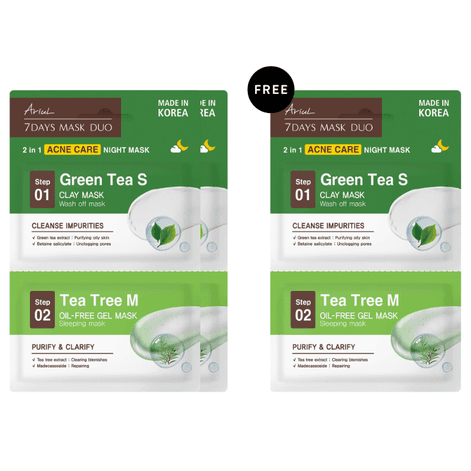 Ariul
7DAYS MASK DUO
MADE IN
KOREA
2 in 1 ACNE CARE NIGHT MASK
Step
01
Green Tea S
CLAY MASK
Wash off mask
CLEANSE IMPURITIES
√ Green tea extract : Purifying oily skin
√ Betaine salicylate : Unclogging pores
Step
02
Tea Tree M
OIL-FREE GEL MASK
Sleeping mask
PURIFY & CLARIFY
√ Tea tree extract : Clearing blemishes
√ Madecassoside : Repairing
E IN
REA
FREE
Ariul
7DAYS MASK DUO
MADE IN
KOREA
2 in 1 ACNE CARE NIGHT MASK
Step
01
Green Tea S
CLAY MASK
Wash off mask
CLEANSE IMPURITIES
√ Green tea extract : Purifying oily skin
√ Betaine salicylate : Unclogging pores
Step
02
Tea Tree M
OIL-FREE GEL MASK
Sleeping mask
PURIFY & CLARIFY
√ Tea tree extract : Clearing blemishes
√ Madecassoside : Repairing